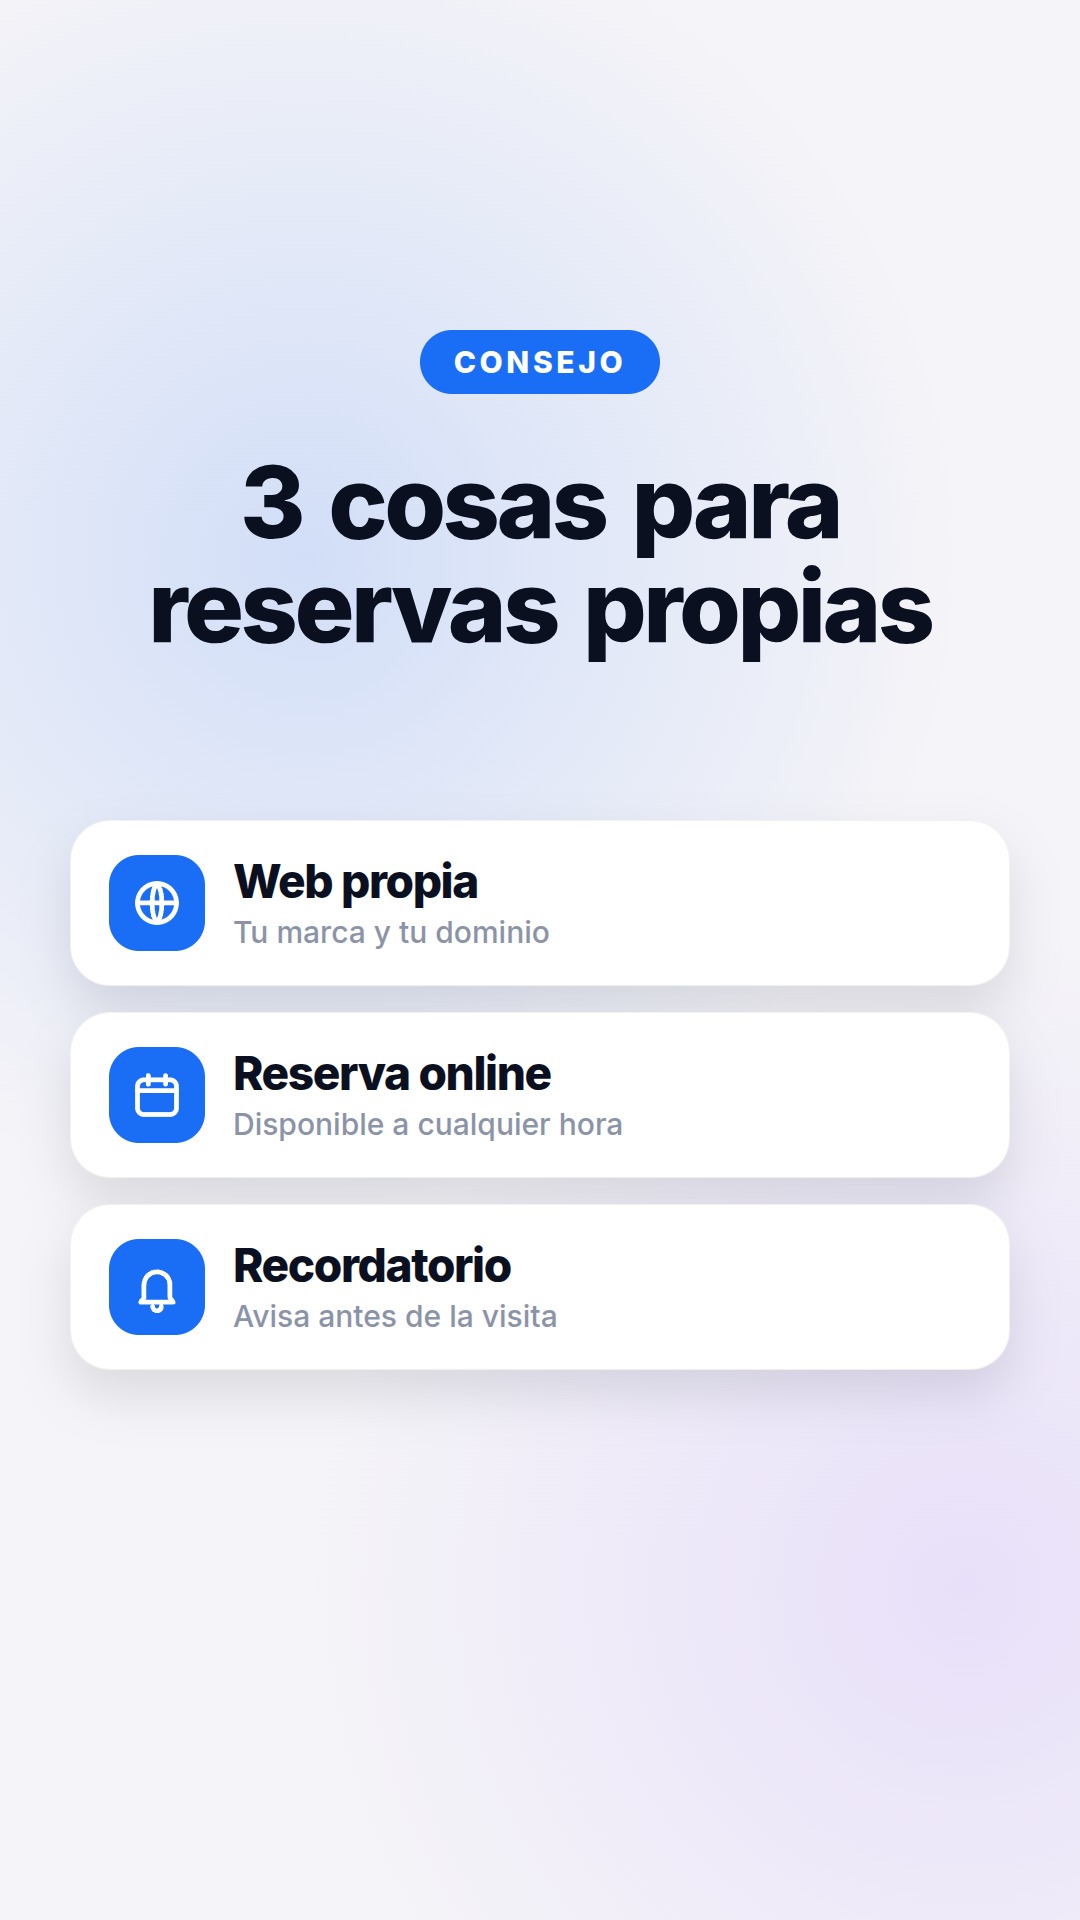 CONSEJO
3 cosas para
reservas propias
Web propia
Tu marca y tu dominio
Reserva online
Disponible a cualquier hora
Recordatorio
Avisa antes de la visita